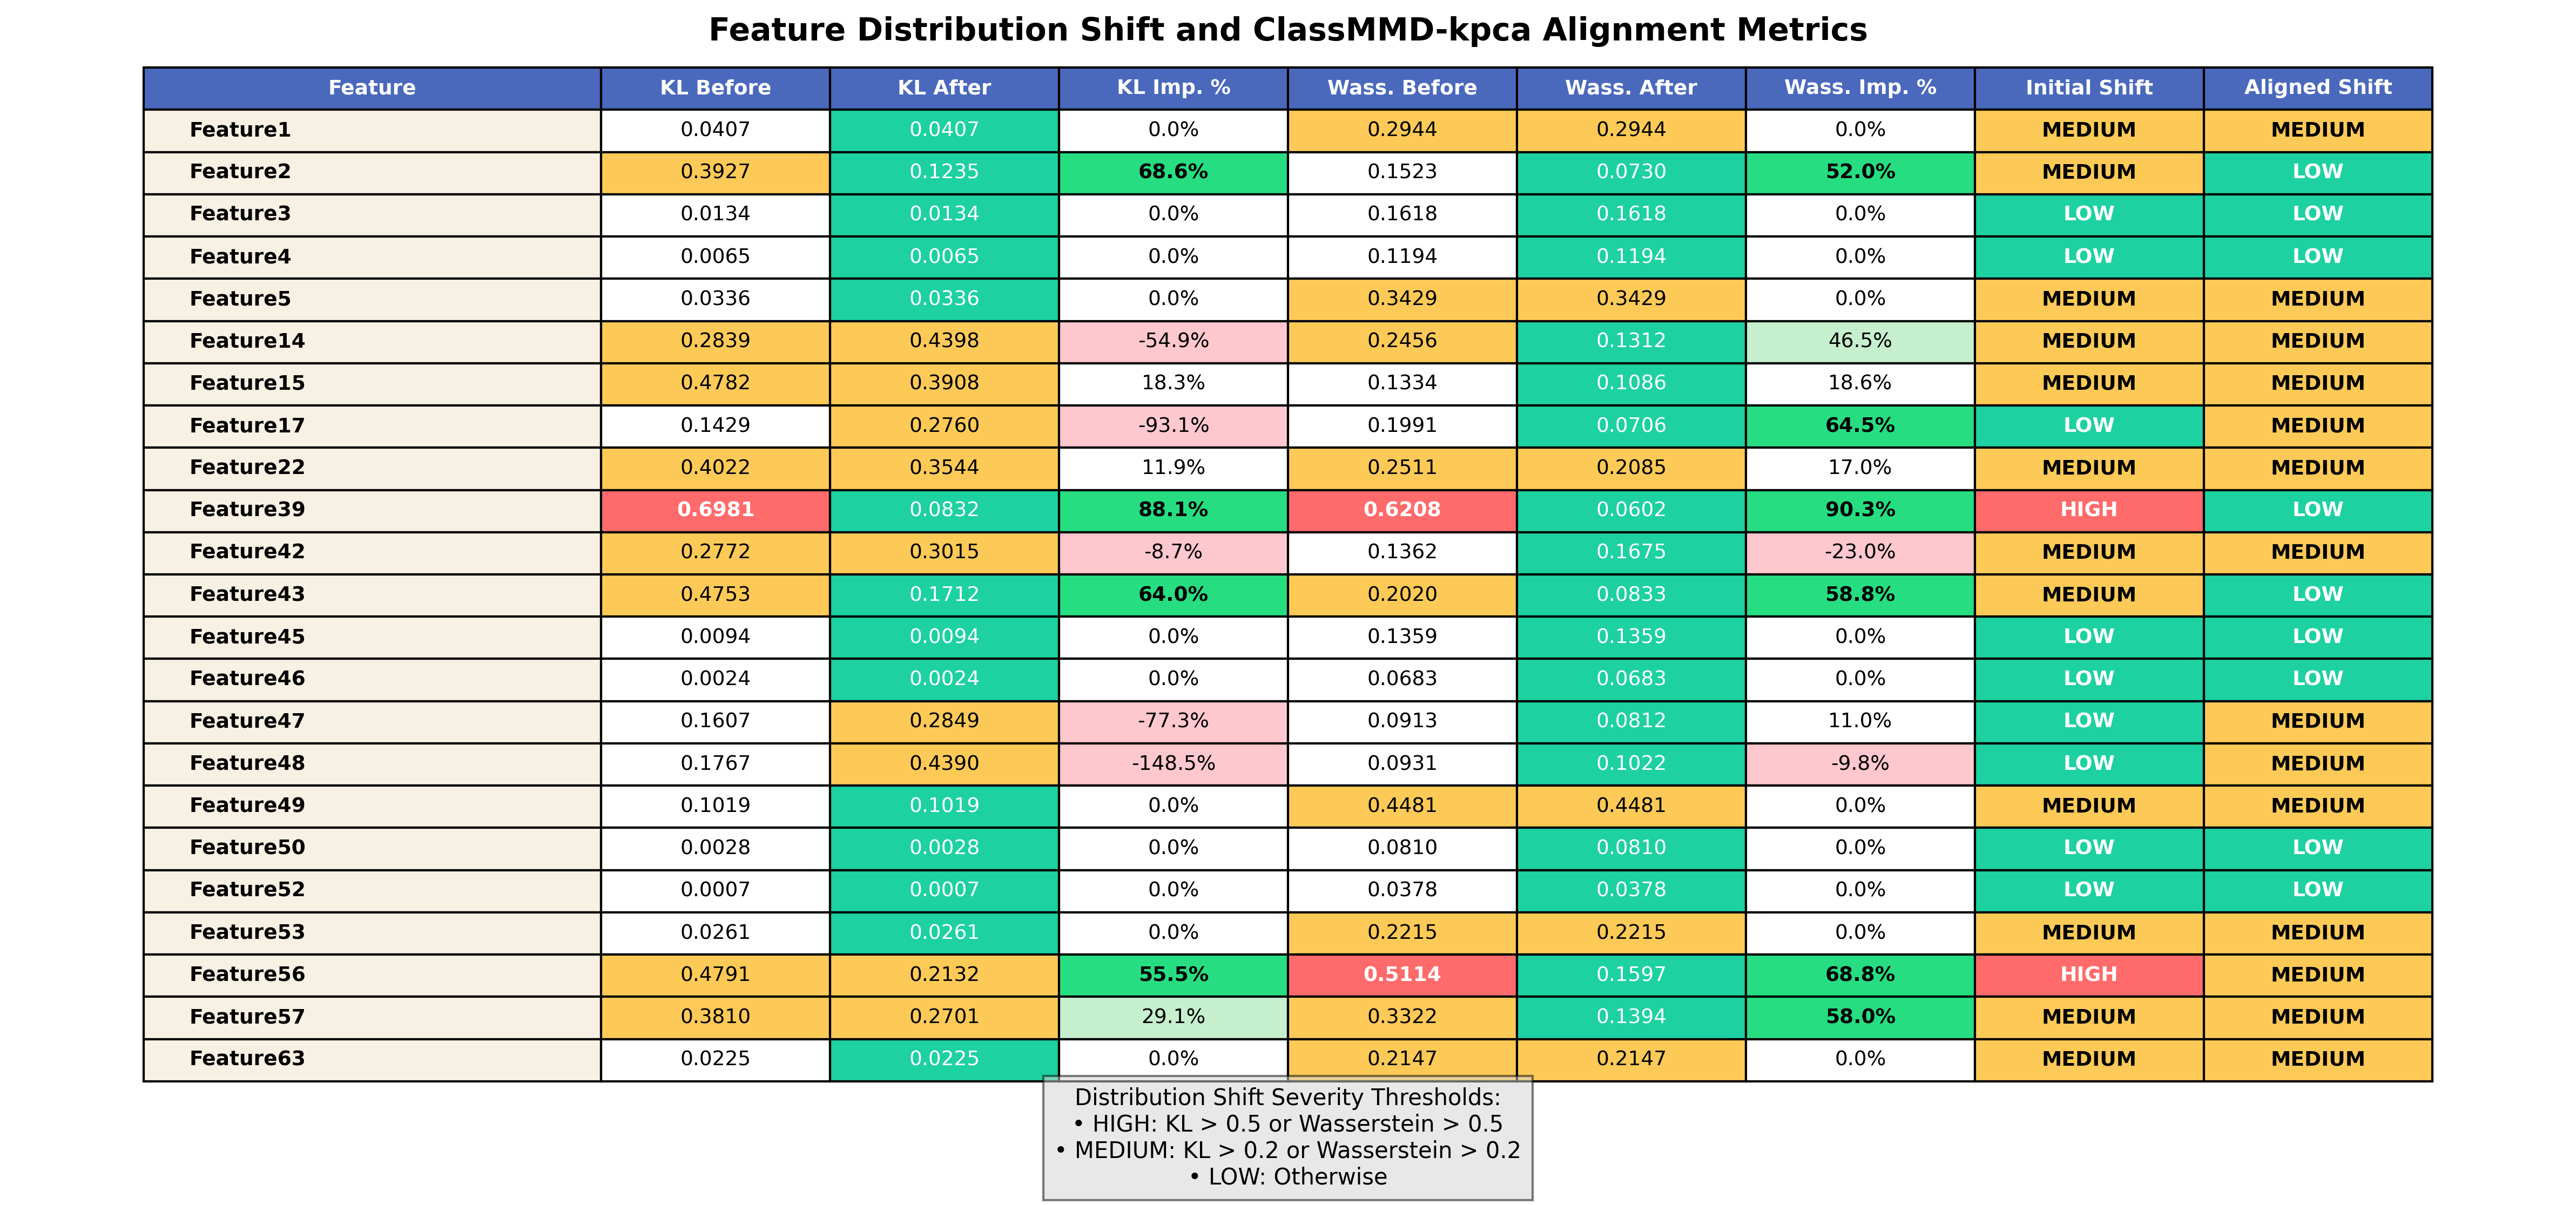 Feature Distribution Shift and ClassMMD-kpca Alignment Metrics
Feature KL Before KL After KL Imp. % Wass. Before Wass. After Wass. Imp. % Initial Shift Aligned Shift
Feature1 0.0407 0.0407 0.0% 0.2944 0.2944 0.0% MEDIUM MEDIUM
Feature2 0.3927 0.1235 68.6% 0.1523 0.0730 52.0% MEDIUM LOW
Feature3 0.0134 0.0134 0.0% 0.1618 0.1618 0.0% LOW LOW
Feature4 0.0065 0.0065 0.0% 0.1194 0.1194 0.0% LOW LOW
Feature5 0.0336 0.0336 0.0% 0.3429 0.3429 0.0% MEDIUM MEDIUM
Feature14 0.2839 0.4398 -54.9% 0.2456 0.1312 46.5% MEDIUM MEDIUM
Feature15 0.4782 0.3908 18.3% 0.1334 0.1086 18.6% MEDIUM MEDIUM
Feature17 0.1429 0.2760 -93.1% 0.1991 0.0706 64.5% LOW MEDIUM
Feature22 0.4022 0.3544 11.9% 0.2511 0.2085 17.0% MEDIUM MEDIUM
Feature39 0.6981 0.0832 88.1% 0.6208 0.0602 90.3% HIGH LOW
Feature42 0.2772 0.3015 -8.7% 0.1362 0.1675 -23.0% MEDIUM MEDIUM
Feature43 0.4753 0.1712 64.0% 0.2020 0.0833 58.8% MEDIUM LOW
Feature45 0.0094 0.0094 0.0% 0.1359 0.1359 0.0% LOW LOW
Feature46 0.0024 0.0024 0.0% 0.0683 0.0683 0.0% LOW LOW
Feature47 0.1607 0.2849 -77.3% 0.0913 0.0812 11.0% LOW MEDIUM
Feature48 0.1767 0.4390 -148.5% 0.0931 0.1022 -9.8% LOW MEDIUM
Feature49 0.1019 0.1019 0.0% 0.4481 0.4481 0.0% MEDIUM MEDIUM
Feature50 0.0028 0.0028 0.0% 0.0810 0.0810 0.0% LOW LOW
Feature52 0.0007 0.0007 0.0% 0.0378 0.0378 0.0% LOW LOW
Feature53 0.0261 0.0261 0.0% 0.2215 0.2215 0.0% MEDIUM MEDIUM
Feature56 0.4791 0.2132 55.5% 0.5114 0.1597 68.8% HIGH MEDIUM
Feature57 0.3810 0.2701 29.1% 0.3322 0.1394 58.0% MEDIUM MEDIUM
Feature63 0.0225 0.0225 0.0% 0.2147 0.2147 0.0% MEDIUM MEDIUM
Distribution Shift Severity Thresholds:
• HIGH: KL > 0.5 or Wasserstein > 0.5
• MEDIUM: KL > 0.2 or Wasserstein > 0.2
• LOW: Otherwise